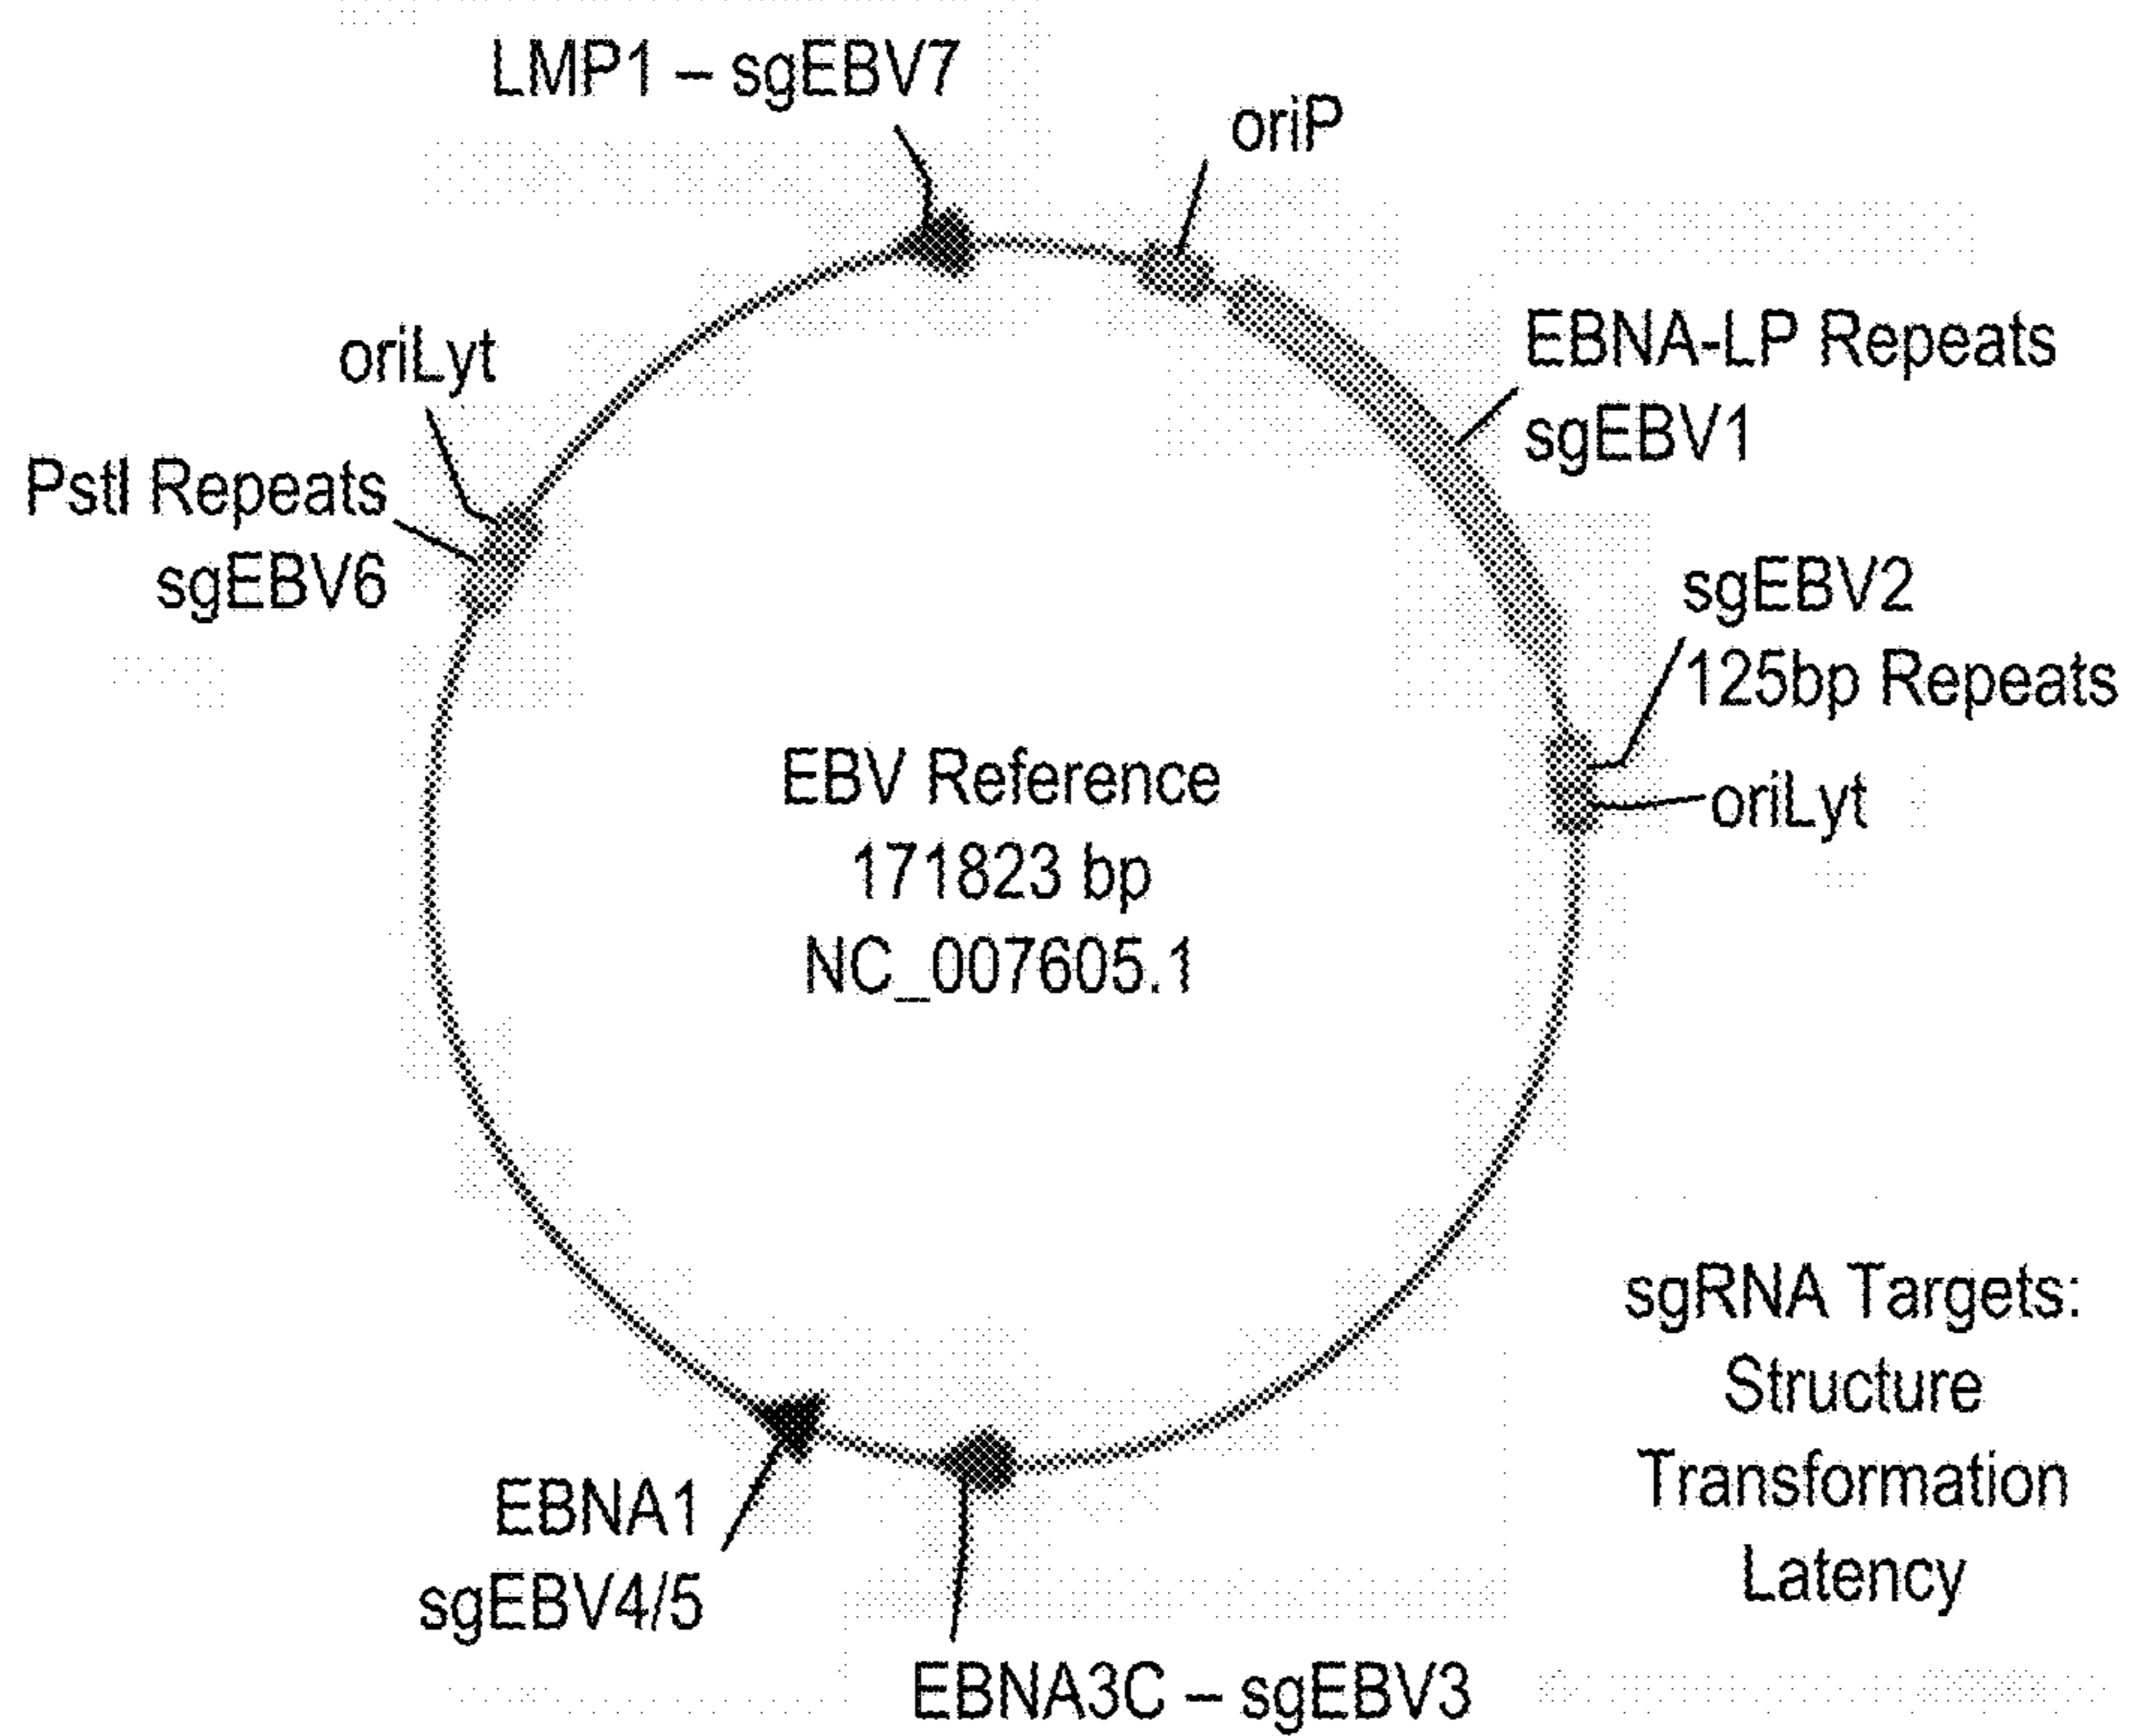 LMP1 – sgEBV7
oriP
EBNA-LP Repeats
sgEBV1
oriLyt
PstI Repeats
sgEBV6
sgEBV2
125bp Repeats
oriLyt
EBV Reference
171823 bp
NC_007605.1
EBNA1
sgEBV4/5
EBNA3C – sgEBV3
sgRNA Targets:
Structure
Transformation
Latency